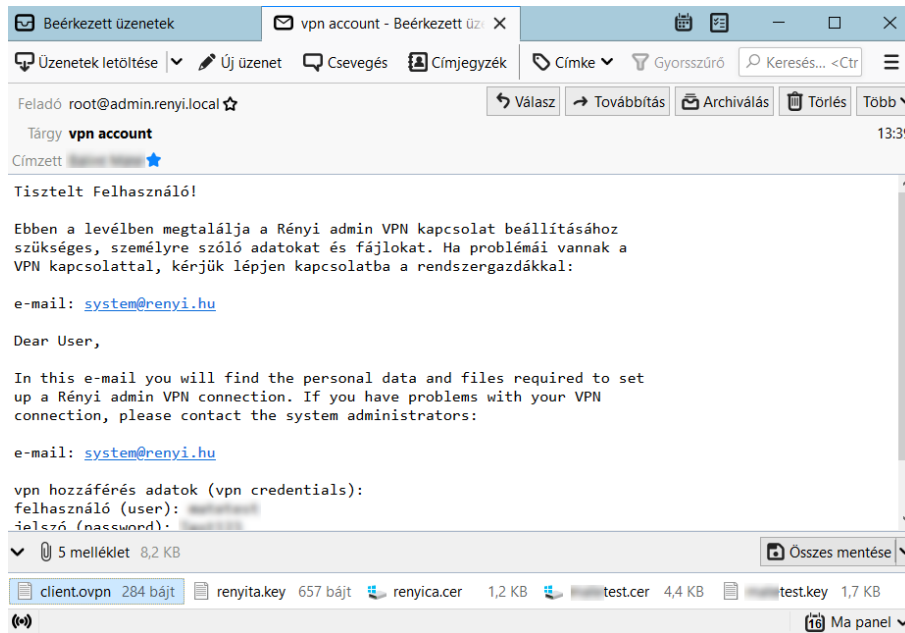 Beérkezett üzenetek
vpn account - Beérkezett üz
Üzenetek letöltése
Új üzenet
Csevegés
Címjegyzék
Címke
Gyorsszűrő
Keresés... <Ctr
Feladó root@admin.renyi.local
Válasz
Továbbítás
Archiválás
Törlés
Több
Tárgy vpn account
13:39
Címzett
Tisztelt Felhasználó!
Ebben a levélben megtalálja a Rényi admin VPN kapcsolat beállításához
szükséges, személyre szóló adatokat és fájlokat. Ha problémái vannak a
VPN kapcsolattal, kérjük lépjen kapcsolatba a rendszergazdákkal:
e-mail: system@renyi.hu
Dear User,
In this e-mail you will find the personal data and files required to set
up a Rényi admin VPN connection. If you have problems with your VPN
connection, please contact the system administrators:
e-mail: system@renyi.hu
vpn hozzáférés adatok (vpn credentials):
felhasználó (user):
jelszó (password):
5 melléklet 8,2 KB
Összes mentése
client.ovpn 284 bájt
renyita.key 657 bájt
renyica.cer 1,2 KB
test.cer 4,4 KB
test.key 1,7 KB
16 Ma panel